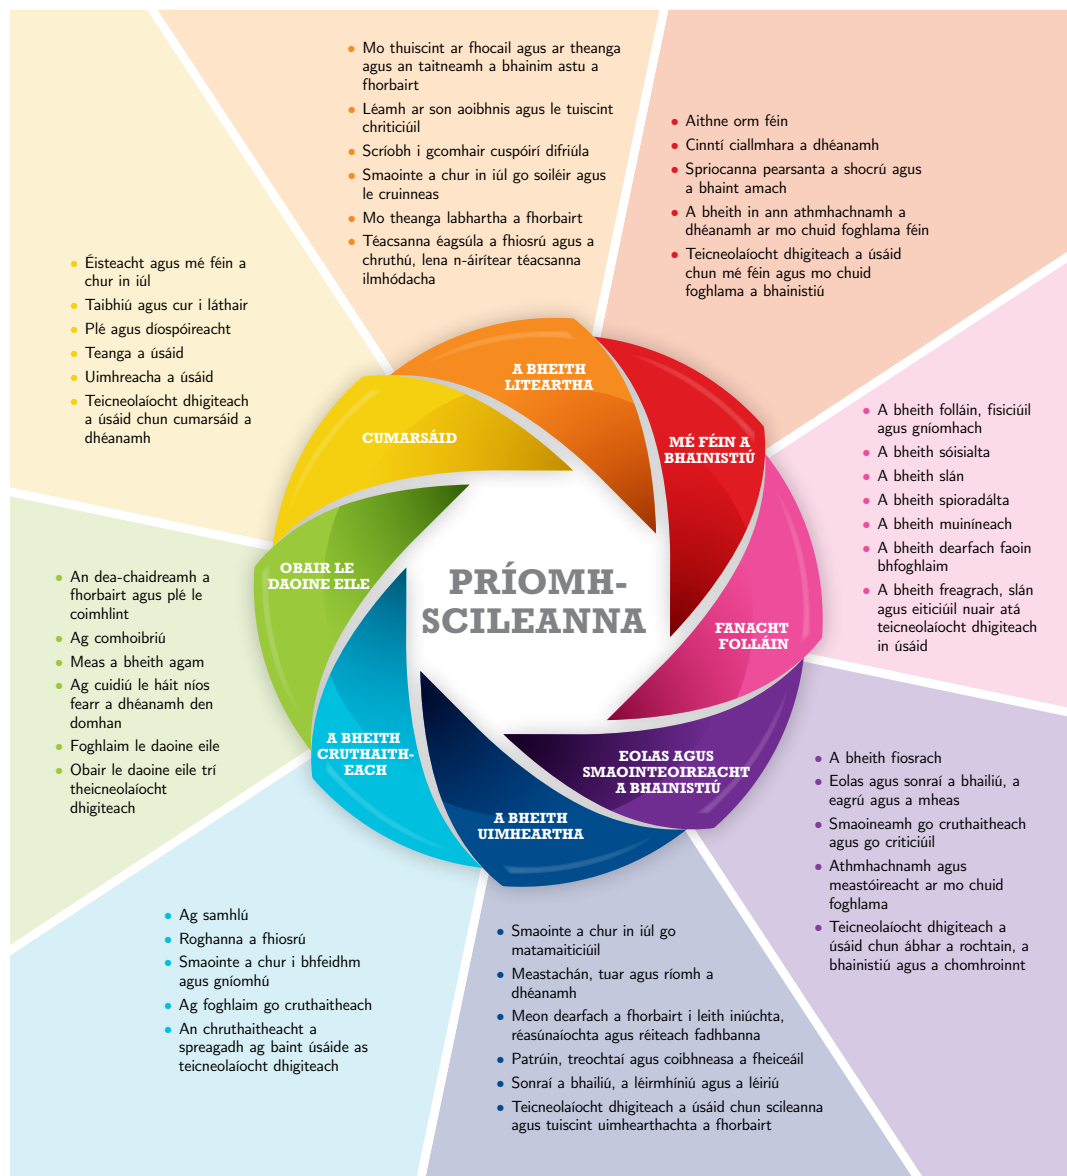 Mo thuiscint ar fhocail agus ar theanga
agus an taitneamh a bhainim astu a
fhorbairt
Léamh ar son aoibhnis agus le tuiscint
chriticiúil
Scríobh i gcomhair cuspóirí difriúla
Smaointe a chur in iúl go soiléir agus
le cruinneas
Mo theanga labhartha a fhorbairt
Téacsanna éagsúla a fhiosrú agus a
chruthú, lena n-áirítear téacsanna
ilmhódacha
Aithne orm féin
Cinntí ciallmhara a dhéanamh
Spriocanna pearsanta a shocrú agus
a bhaint amach
A bheith in ann athmhachnamh a
dhéanamh ar mo chuid foghlama féin
Teicneolaíocht dhigiteach a úsáid
chun mé féin agus mo chuid
foghlama a bhainistiú
Éisteacht agus mé féin a
chur in iúl
Taibhiú agus cur i láthair
Plé agus díospóireacht
Teanga a úsáid
Uimhreacha a úsáid
Teicneolaíocht dhigiteach
a úsáid chun cumarsáid a
dhéanamh
A BHEITH
LITEARTHA
CUMARSÁID
MÉ FÉIN A
BHAINISTIÚ
A bheith folláin, fisiciúil
agus gníomhach
A bheith sóisialta
A bheith slán
A bheith spioradálta
A bheith muiníneach
A bheith dearfach faoin
bhfoghlaim
A bheith freagrach, slán
agus eiticiúil nuair atá
teicneolaíocht dhigiteach
in úsáid
OBAIR LE
DAOINE EILE
PRÍOMH-
SCILEANNA
FANACHT
FOLLÁIN
An dea-chaidreamh a
fhorbairt agus plé le
coimhlint
Ag comhoibriú
Meas a bheith agam
Ag cuidiú le háit níos
fearr a dhéanamh den
domhan
Foghlaim le daoine eile
Obair le daoine eile trí
theicneolaíocht
dhigiteach
A BHEITH
CRUTHAITH-
EACH
EOLAS AGUS
SMAOINTEOIREACHT
A BHAINISTIÚ
A BHEITH
UIMHEARTHA
A bheith fiosrach
Eolas agus sonraí a bhailiú, a
eagrú agus a mheas
Smaoineamh go cruthaitheach
agus go criticiúil
Athmhachnamh agus
meastóireacht ar mo chuid
foghlama
Teicneolaíocht dhigiteach a
úsáid chun ábhar a rochtain, a
bhainistiú agus a chomhroinnt
Ag samhlú
Roghanna a fhiosrú
Smaointe a chur i bhfeidhm
agus gníomhú
Ag foghlaim go cruthaitheach
An chruthaitheacht a
spreagadh ag baint úsáide as
teicneolaíocht dhigiteach
Smaointe a chur in iúl go
matamaiticiúil
Meastachán, tuar agus ríomh a
dhéanamh
Meon dearfach a fhorbairt i leith iniúchta,
réasúnaíochta agus réiteach fadhbanna
Patrúin, treochtaí agus coibhneasa a fheiceáil
Sonraí a bhailiú, a léirmhíniú agus a léiriú
Teicneolaíocht dhigiteach a úsáid chun scileanna
agus tuiscint uimhearthachta a fhorbairt